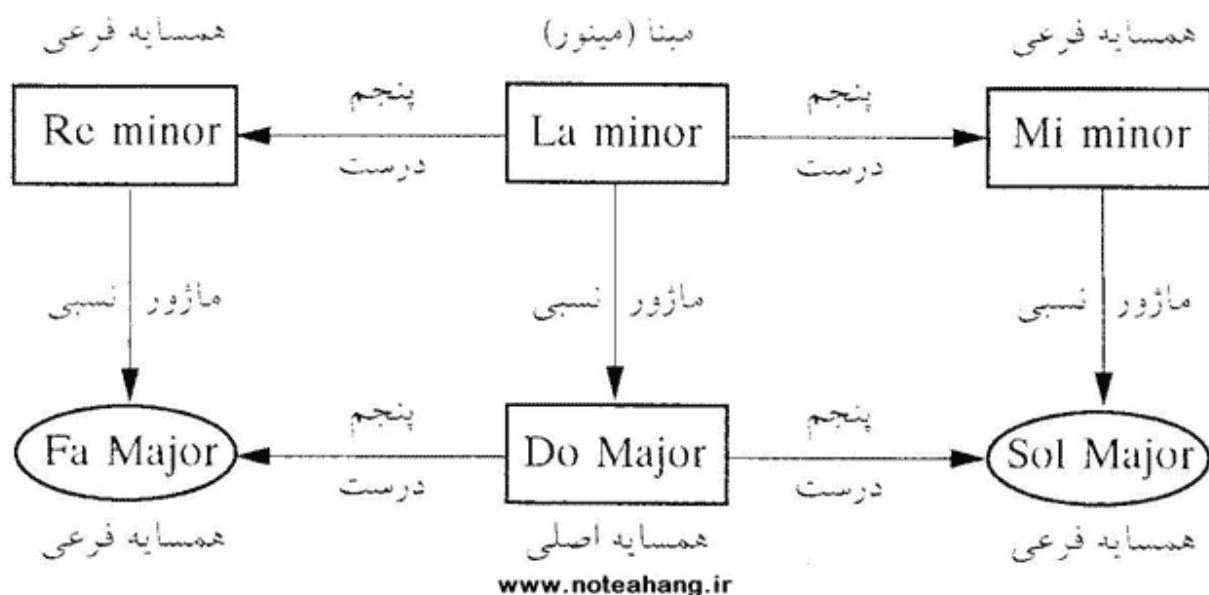 همسایه فرعی
مبنا (مینور)
همسایه فرعی
Re minor
پنجم
درست
La minor
پنجم
درست
Mi minor
ماژور نسبی
ماژور نسبی
ماژور نسبی
Fa Major
پنجم
درست
Do Major
پنجم
درست
Sol Major
همسایه فرعی
همسایه اصلی
همسایه فرعی
www.noteahang.ir